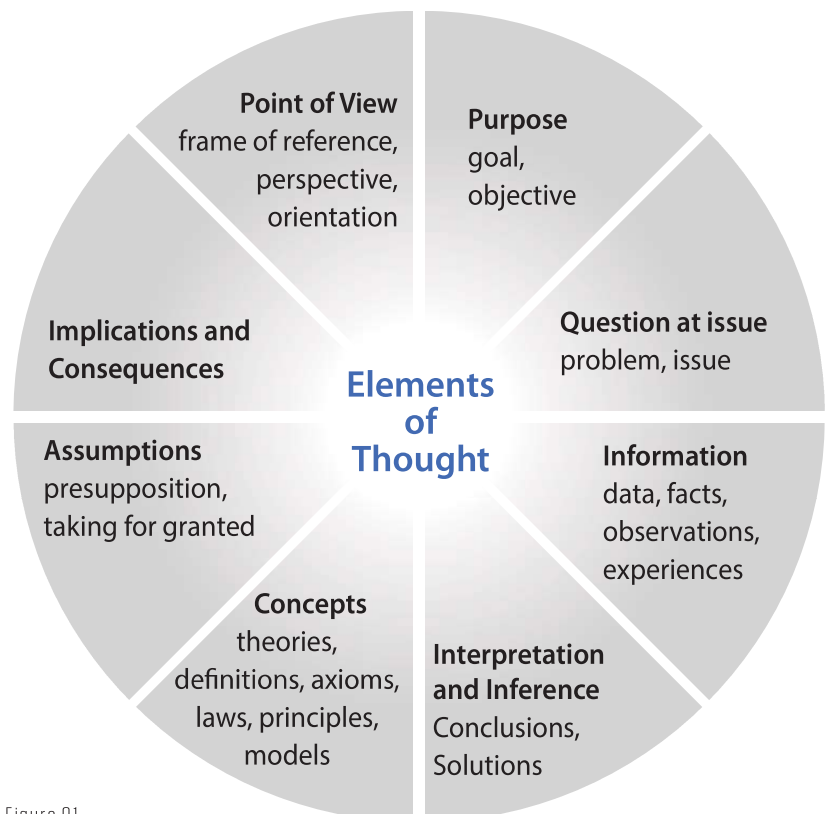 Point of View
frame of reference,
perspective,
orientation
Purpose
goal,
objective
Question at issue
problem, issue
Information
data, facts,
observations,
experiences
Interpretation
and Inference
Conclusions,
Solutions
Concepts
theories,
definitions, axioms,
laws, principles,
models
Assumptions
presupposition,
taking for granted
Implications and
Consequences
Elements
of
Thought
Figure 01